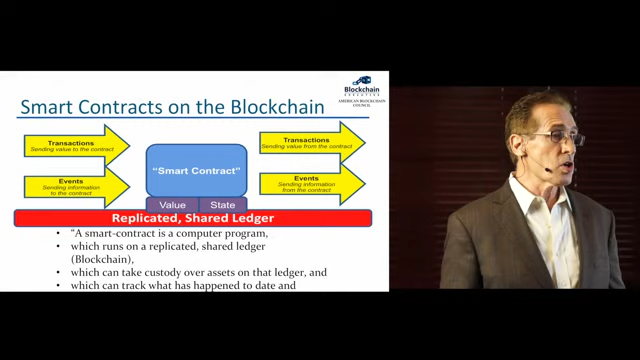 Blockchain
EXECUTIVE
AMERICAN BLOCKCHAIN
COUNCIL
Smart Contracts on the Blockchain
Transactions
Sending value to the contract
Events
Sending information
to the contract
"Smart Contract"
Value
State
Transactions
Sending value from the contract
Events
Sending information
from the contract
Replicated, Shared Ledger
• "A smart-contract is a computer program,
• which runs on a replicated, shared ledger
(Blockchain),
• which can take custody over assets on that ledger, and
• which can track what has happened to date and